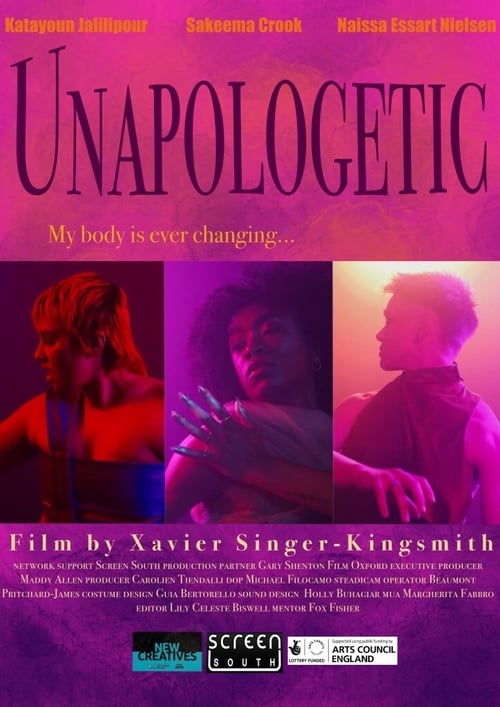 Katayoun Jalilipour Sakeema Crook Naissa Essart Nielsen
UNAPOLOGETIC
My body is ever changing...
Film by Xavier Singer-Kingsmith
NETWORK SUPPORT SCREEN SOUTH PRODUCTION PARTNER GARY SHENTON FILM OXFORD EXECUTIVE PRODUCER
MADDY ALLEN PRODUCER CAROLIEN TIENDALLI DOP MICHAEL FILOCAMO STEADICAM OPERATOR BEAUMONT
PRITCHARD-JAMES COSTUME DESIGN GUIA BERTORELLO SOUND DESIGN HOLLY BUHAGIAR MUA MARGHERITA FABBRO
EDITOR LILY CELESTE BISWELL MENTOR FOX FISHER
NEW
CREATIVES
SCREEN
SOUTH
LOTTERY FUNDED
Supported using public funding by
ARTS COUNCIL
ENGLAND